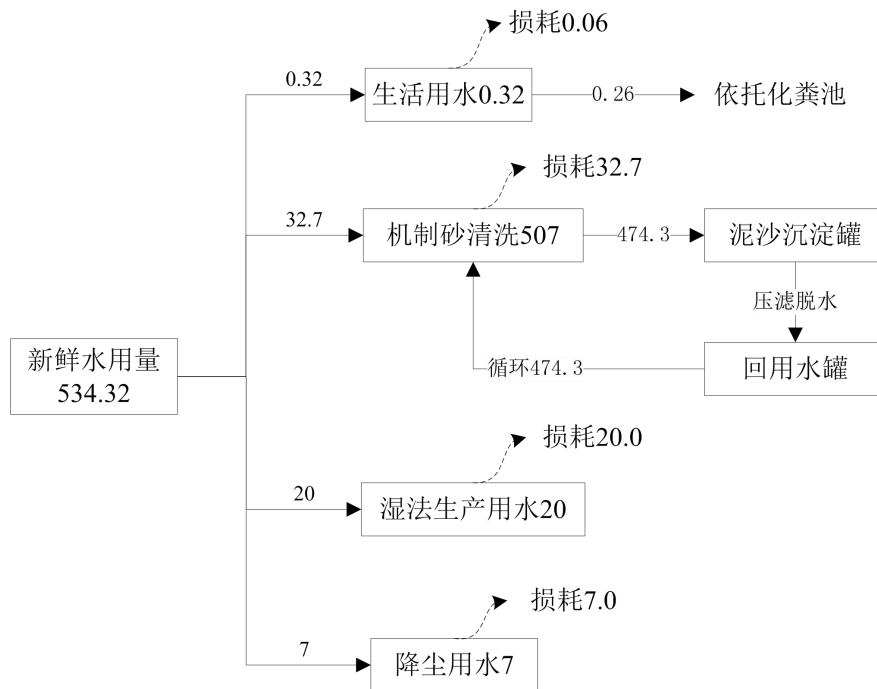 损耗0.06
0.32
生活用水0.32
0.26
依托化粪池
损耗32.7
32.7
机制砂清洗507
474.3
泥沙沉淀罐
压滤脱水
新鲜水用量
534.32
循环474.3
回用水罐
损耗20.0
20
湿法生产用水20
损耗7.0
7
降尘用水7